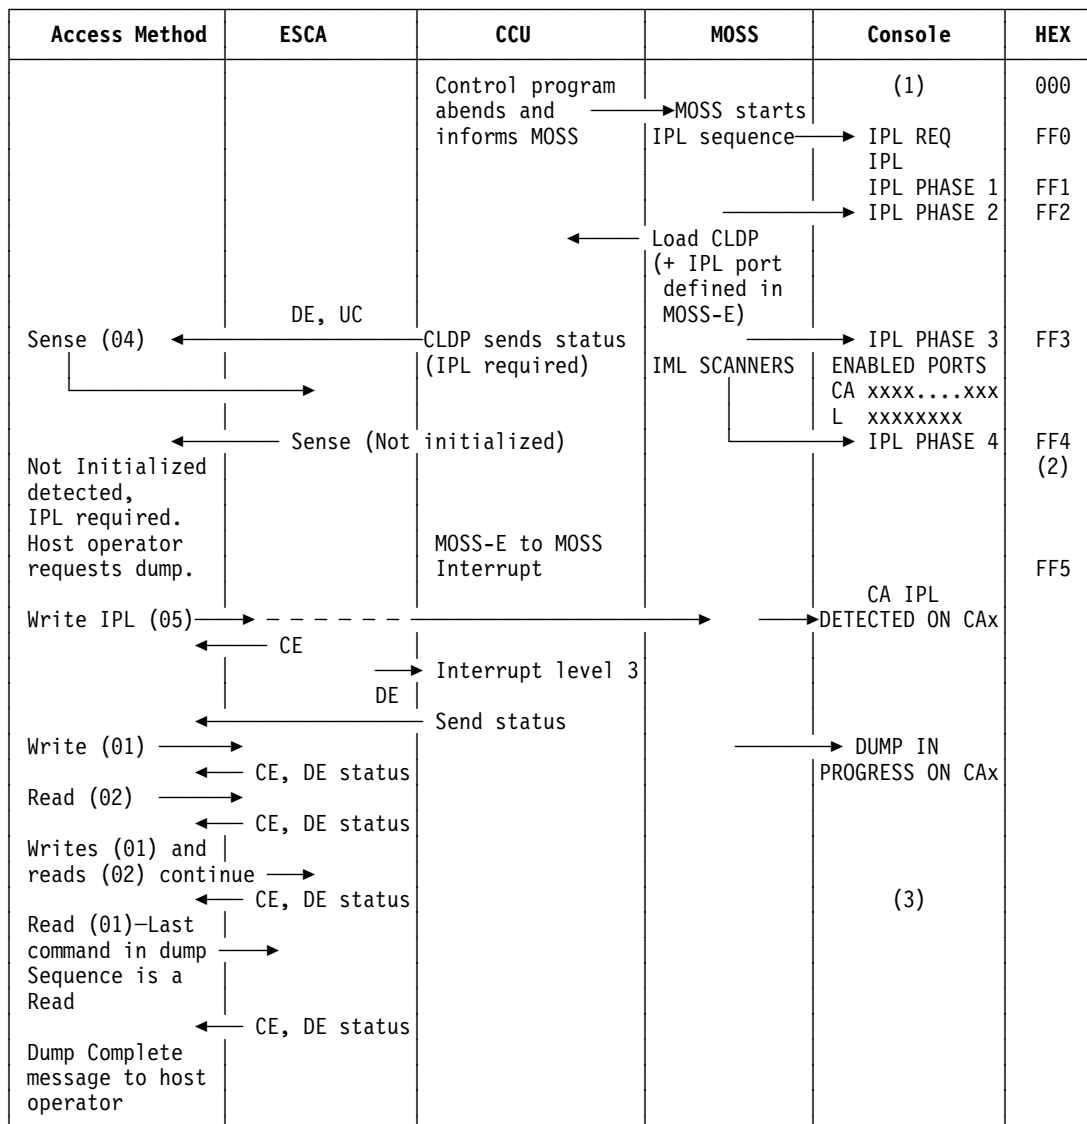 Access Method ESCA CCU MOSS Console HEX
Control program (1) 000
abends and MOSS starts
informs MOSS IPL sequence IPL REQ FF0
IPL
IPL PHASE 1 FF1
IPL PHASE 2 FF2
Load CLDP
(+ IPL port
defined in
DE, UC MOSS-E)
Sense (04) CLDP sends status IPL PHASE 3 FF3
(IPL required) IML SCANNERS ENABLED PORTS
CA xxxx....xxx
L xxxxxxxx
Sense (Not initialized) IPL PHASE 4 FF4
Not Initialized (2)
detected,
IPL required.
Host operator MOSS-E to MOSS
requests dump. Interrupt FF5
CA IPL
Write IPL (05) DETECTED ON CAx
CE
Interrupt level 3
DE
Send status
Write (01) DUMP IN
CE, DE status PROGRESS ON CAx
Read (02)
CE, DE status
Writes (01) and
reads (02) continue
CE, DE status (3)
Read (01)—Last
command in dump
Sequence is a
Read
CE, DE status
Dump Complete
message to host
operator